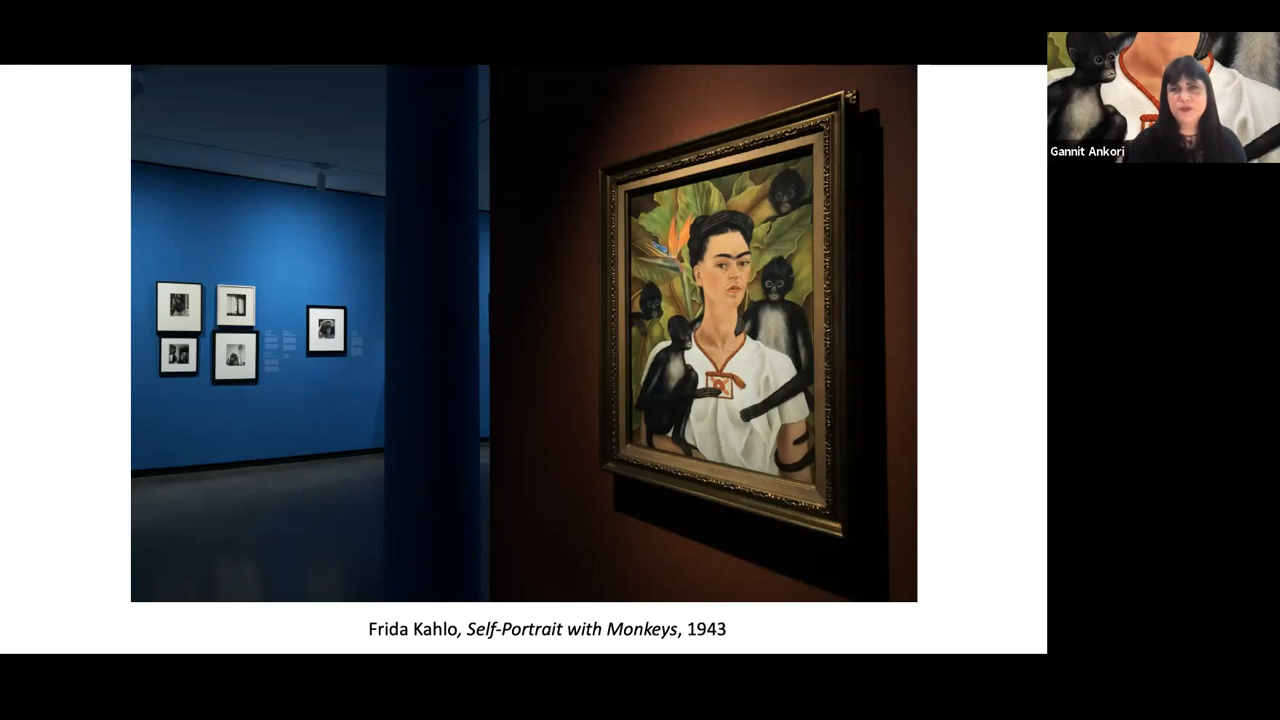 Gannit Ankori
Frida Kahlo, Self-Portrait with Monkeys, 1943